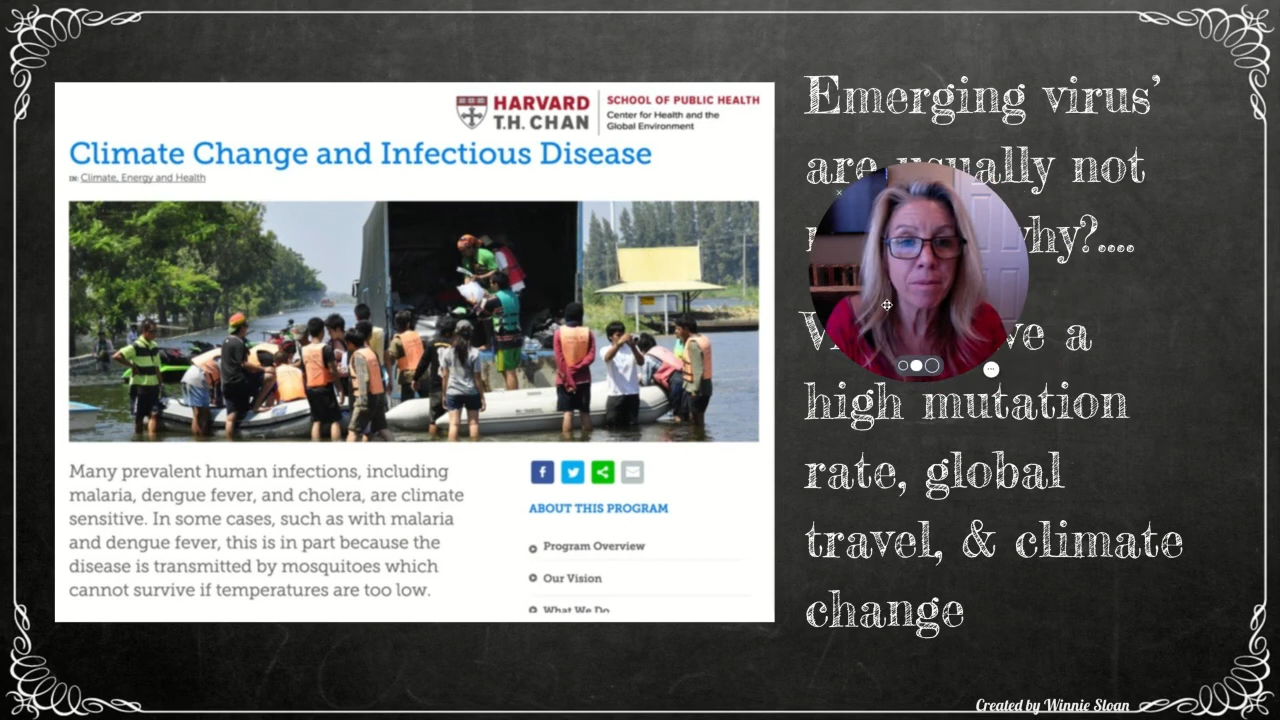 HARVARD
T.H. CHAN
SCHOOL OF PUBLIC HEALTH
Center for Health and the
Global Environment
Climate Change and Infectious Disease
IN: Climate, Energy and Health
Many prevalent human infections, including
malaria, dengue fever, and cholera, are climate
sensitive. In some cases, such as with malaria
and dengue fever, this is in part because the
disease is transmitted by mosquitoes which
cannot survive if temperatures are too low.
ABOUT THIS PROGRAM
Program Overview
Our Vision
What We Do
Emerging virus’
are usually not
why?....
a
high mutation
rate, global
travel, & climate
change
Created by Winnie Sloan